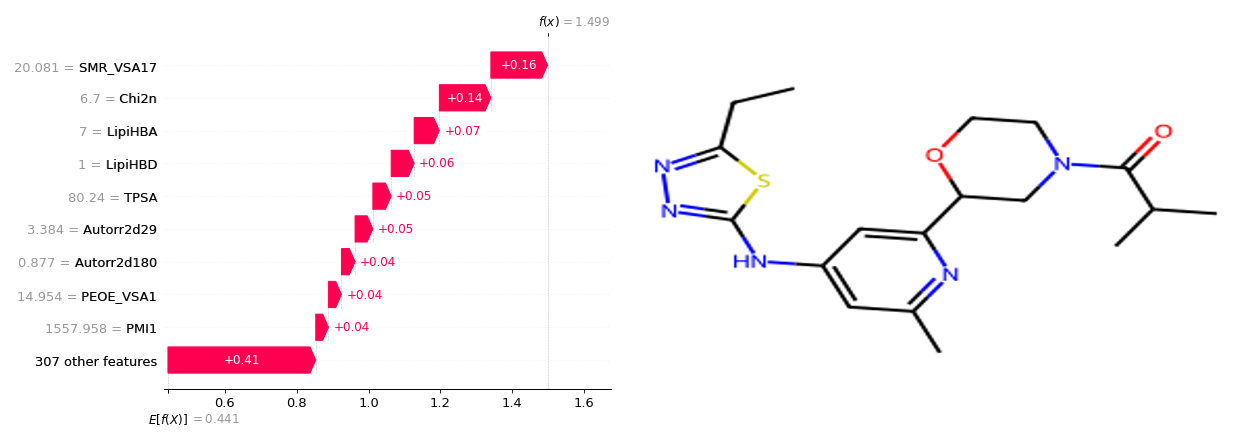 f(x) = 1.499
20.081 = SMR_VSA17 +0.16
6.7 = Chi2n +0.14
7 = LipiHBA +0.07
1 = LipiHBD +0.06
80.24 = TPSA +0.05
3.384 = Autorr2d29 +0.05
0.877 = Autorr2d180 +0.04
14.954 = PEOE_VSA1 +0.04
1557.958 = PMI1 +0.04
307 other features +0.41
0.6 0.8 1.0 1.2 1.4 1.6
E[f(X)] = 0.441
O
O
N
N
S
N
HN
N